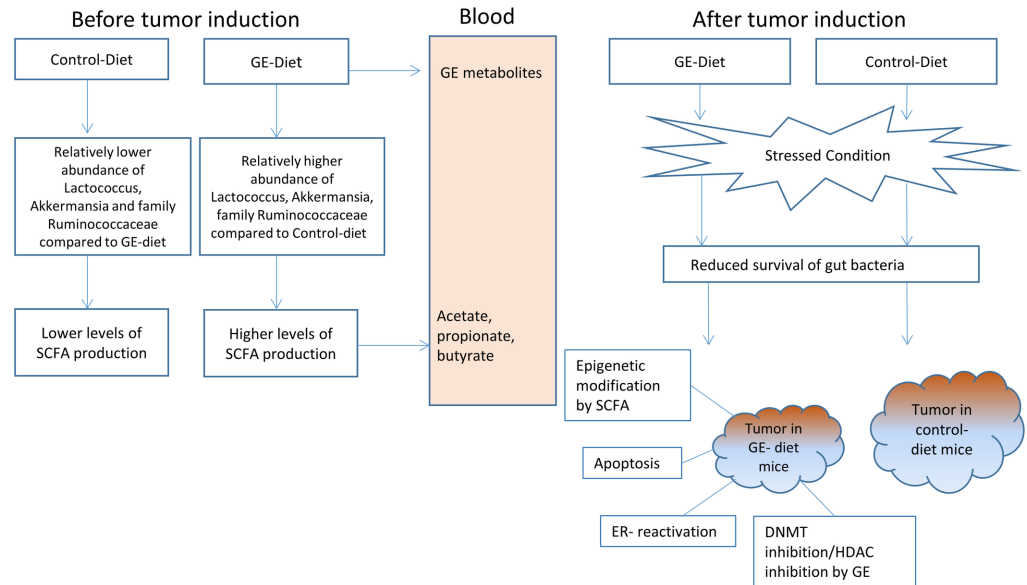 Before tumor induction
Blood
After tumor induction
Control-Diet
GE-Diet
GE metabolites
GE-Diet
Control-Diet
Relatively lower
abundance of
Lactococcus,
Akkermansia and family
Ruminococcaceae
compared to GE-diet
Relatively higher
abundance of
Lactococcus, Akkermansia,
family Ruminococcaceae
compared to Control-diet
Stressed Condition
Reduced survival of gut bacteria
Lower levels of
SCFA production
Higher levels of
SCFA production
Acetate,
propionate,
butyrate
Epigenetic
modification
by SCFA
Apoptosis
ER- reactivation
DNMT
inhibition/HDAC
inhibition by GE
Tumor in
GE- diet
mice
Tumor in
control-
diet mice